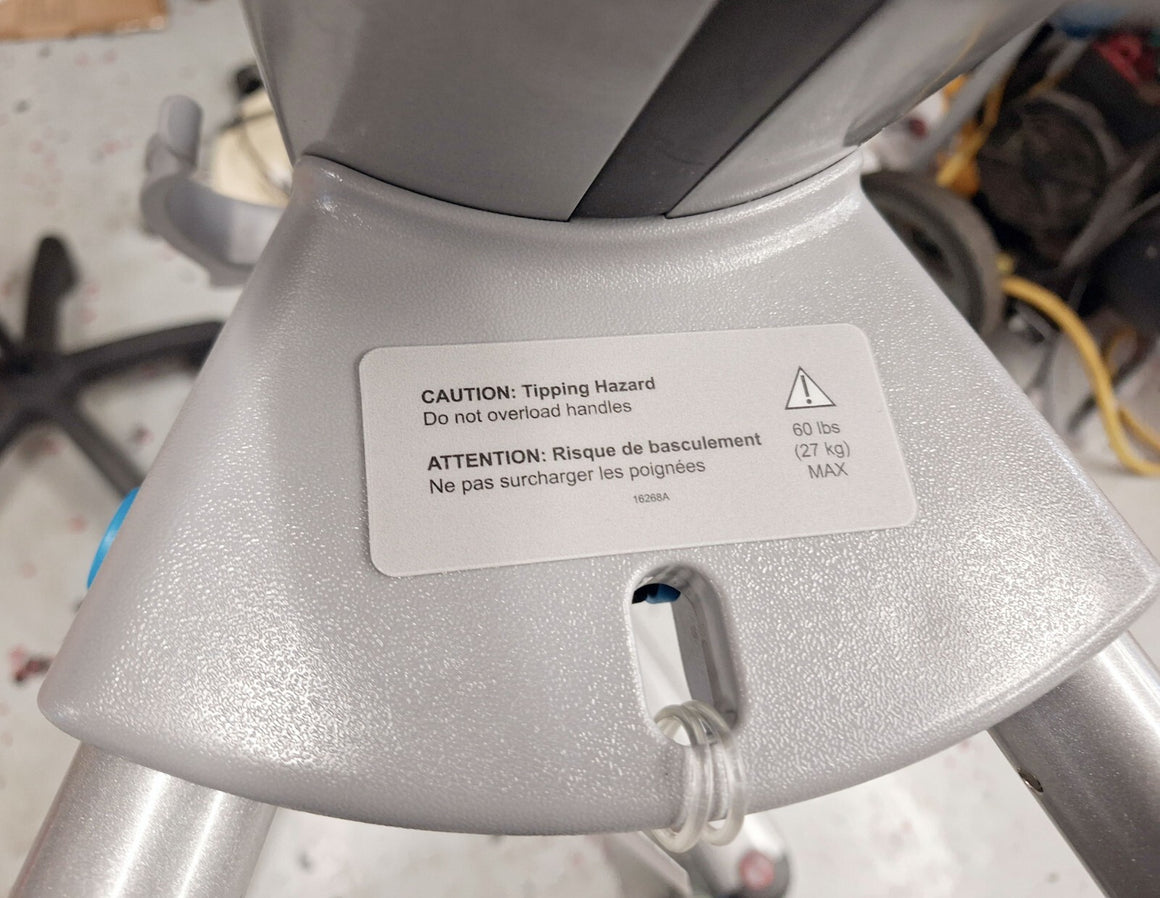 CAUTION: Tipping Hazard
Do not overload handles
ATTENTION: Risque de basculement
Ne pas surcharger les poignées
16268A
60 lbs
(27 kg)
MAX